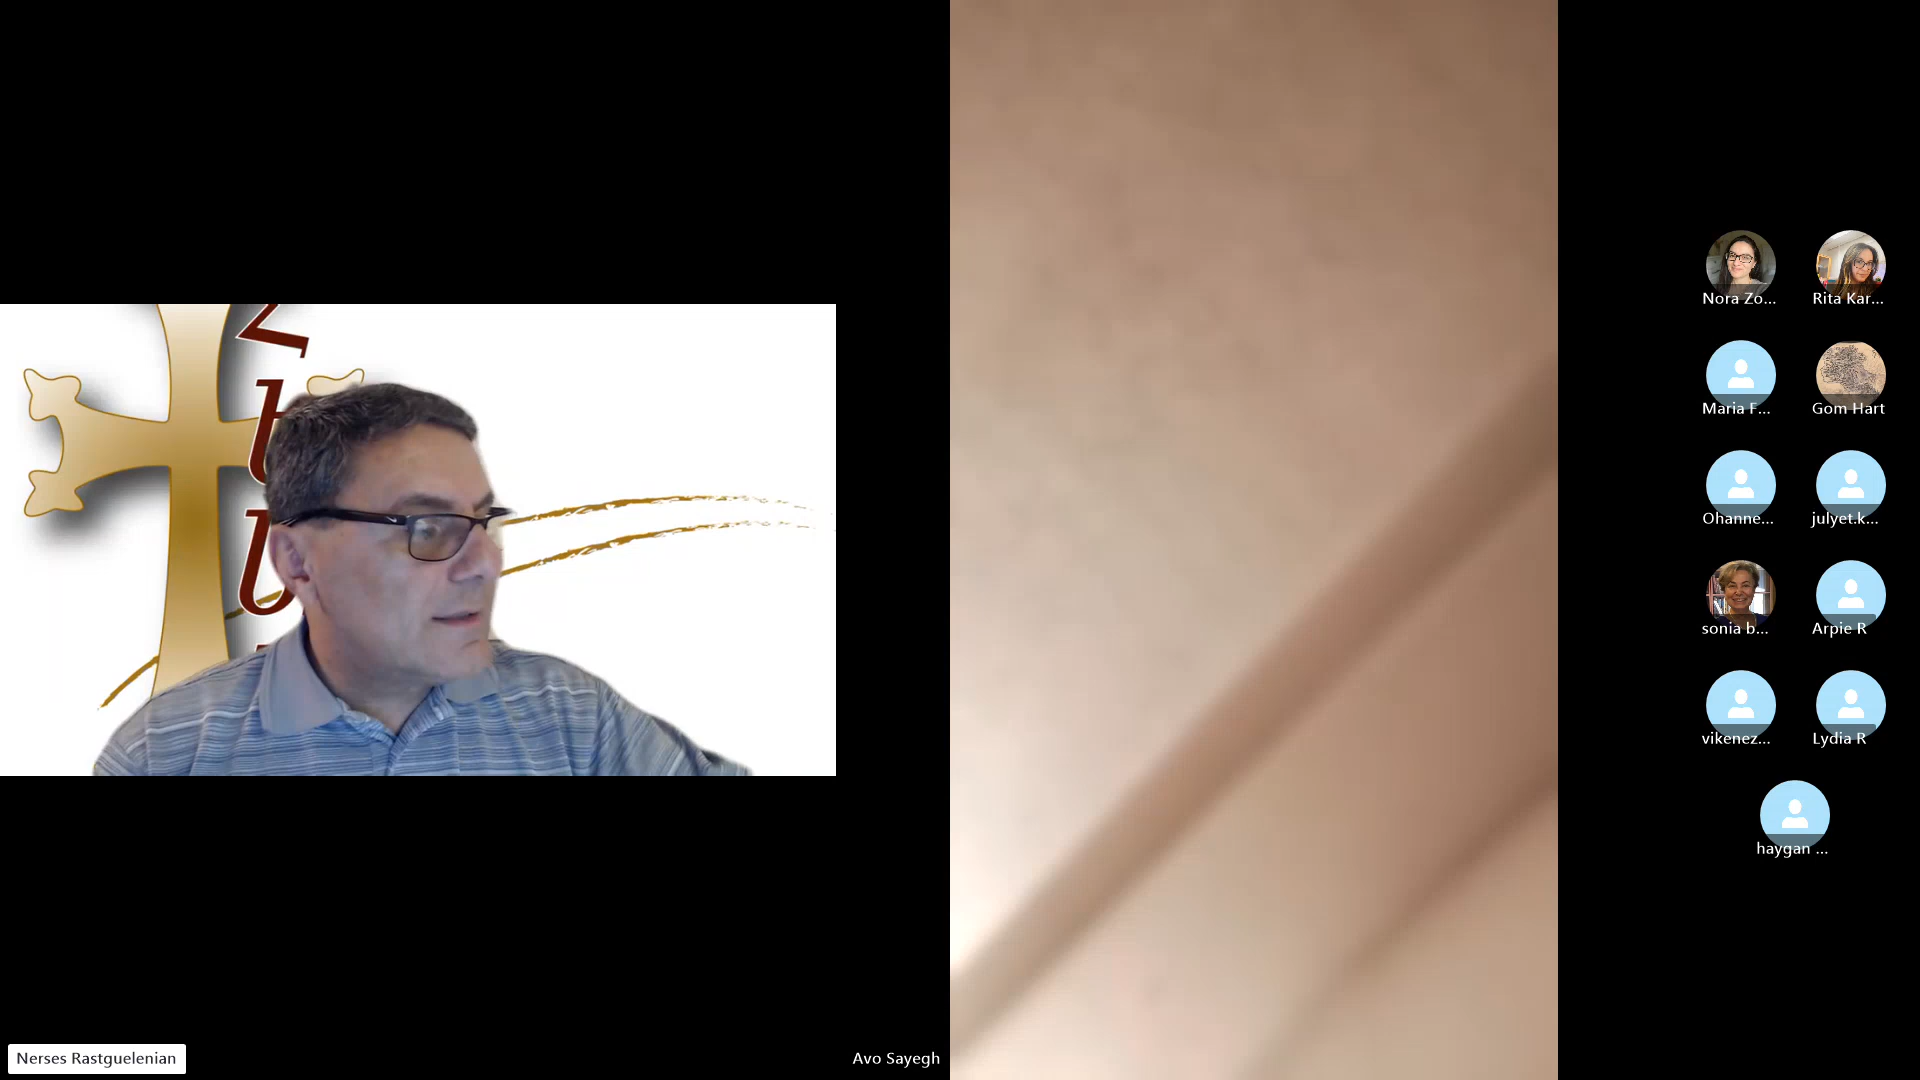 Nora Zo...
Rita Kar...
Maria F...
Gom Hart
Ohanne...
julyet.k...
sonia b...
Arpie R
vikenez...
Lydia R
haygan ...
Nerses Rastguelenian
Avo Sayegh